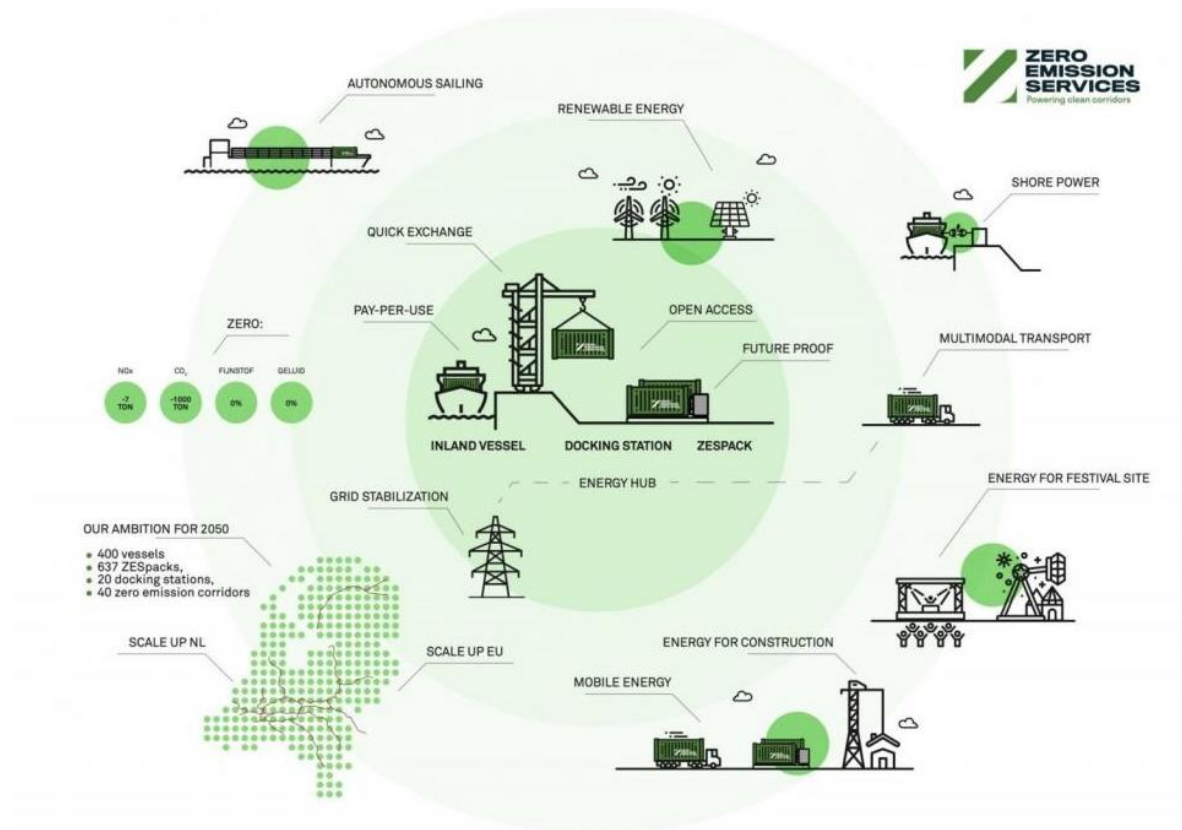 ZERO
EMISSION
SERVICES
Powering clean corridors
AUTONOMOUS SAILING
RENEWABLE ENERGY
SHORE POWER
QUICK EXCHANGE
PAY-PER-USE
OPEN ACCESS
FUTURE PROOF
MULTIMODAL TRANSPORT
ZERO:
NOx
CO₂
FIJNSTOF
GELUID
-7
TON
-1000
TON
0%
0%
INLAND VESSEL
DOCKING STATION
ZESPACK
ENERGY HUB
GRID STABILIZATION
ENERGY FOR FESTIVAL SITE
OUR AMBITION FOR 2050
• 400 vessels
• 637 ZESpacks,
• 20 docking stations,
• 40 zero emission corridors
SCALE UP NL
SCALE UP EU
ENERGY FOR CONSTRUCTION
MOBILE ENERGY